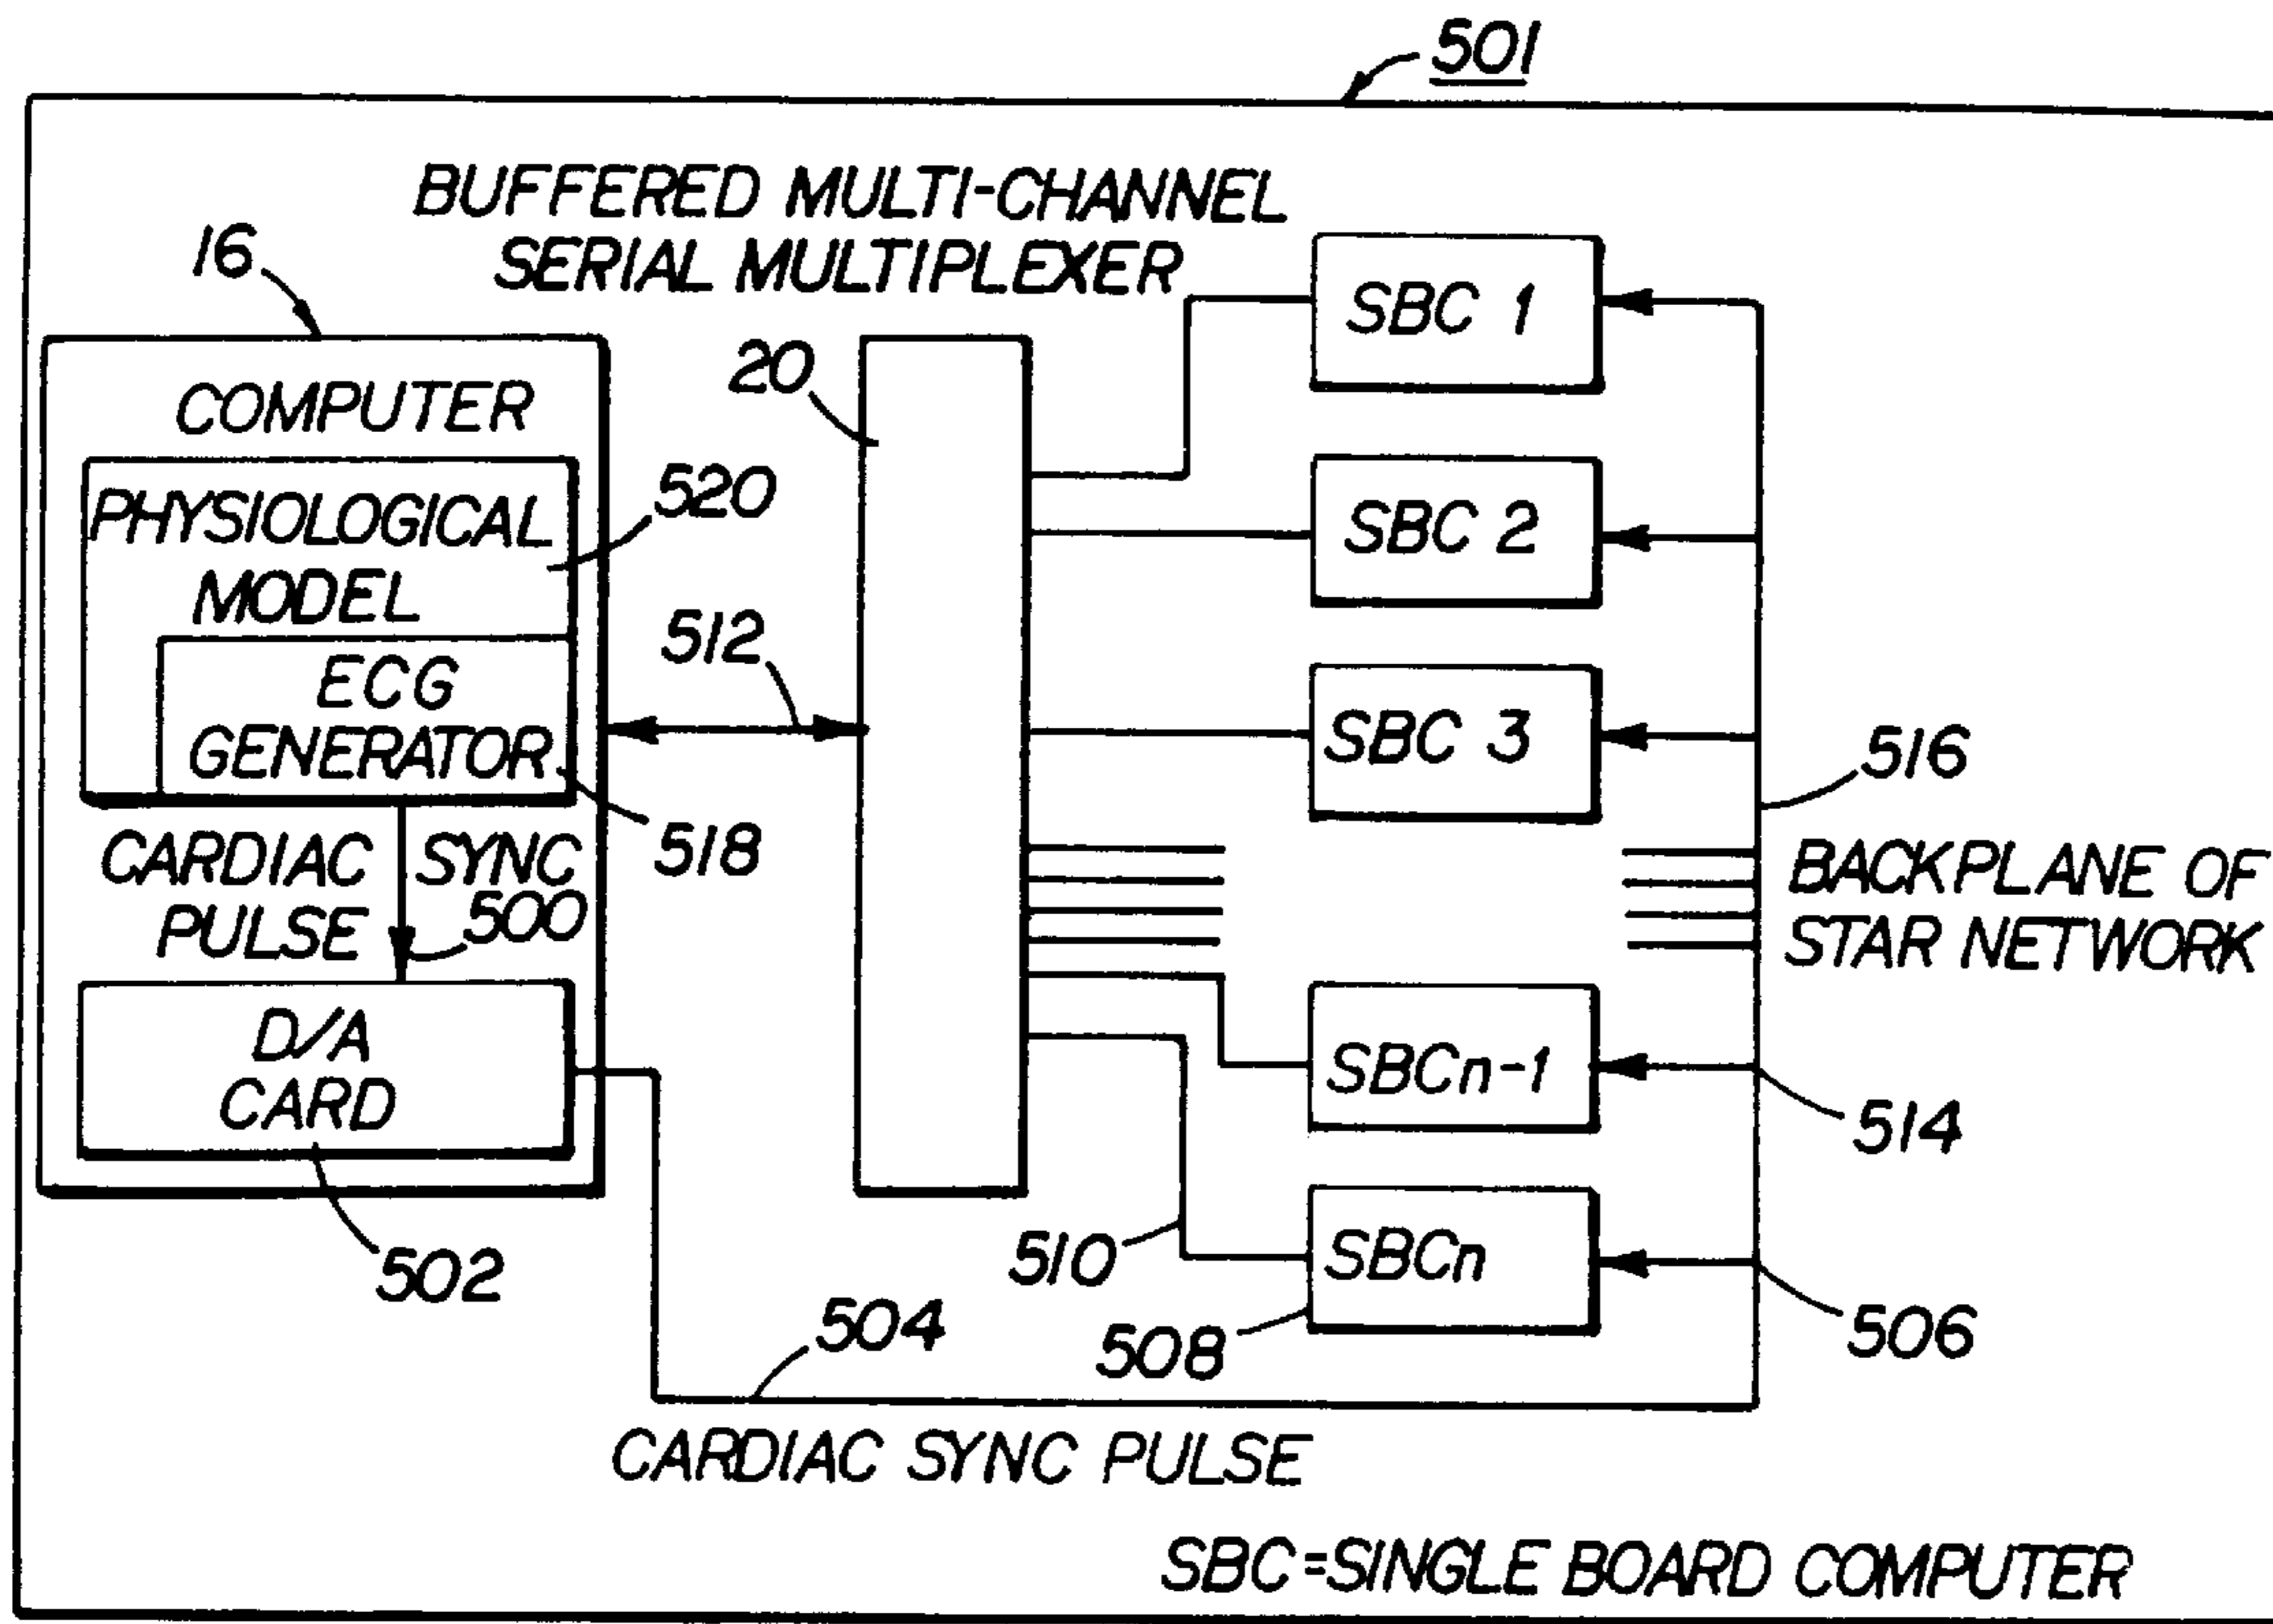 501
BUFFERED MULTI-CHANNEL
SERIAL MULTIPLEXER
16
COMPUTER
PHYSIOLOGICAL
MODEL
520
ECG
GENERATOR
518
CARDIAC SYNC
PULSE 500
D/A
CARD
502
512
20
SBC 1
SBC 2
SBC 3
SBCn-1
SBCn
510
508
516
BACKPLANE OF
STAR NETWORK
514
506
504
CARDIAC SYNC PULSE
SBC=SINGLE BOARD COMPUTER